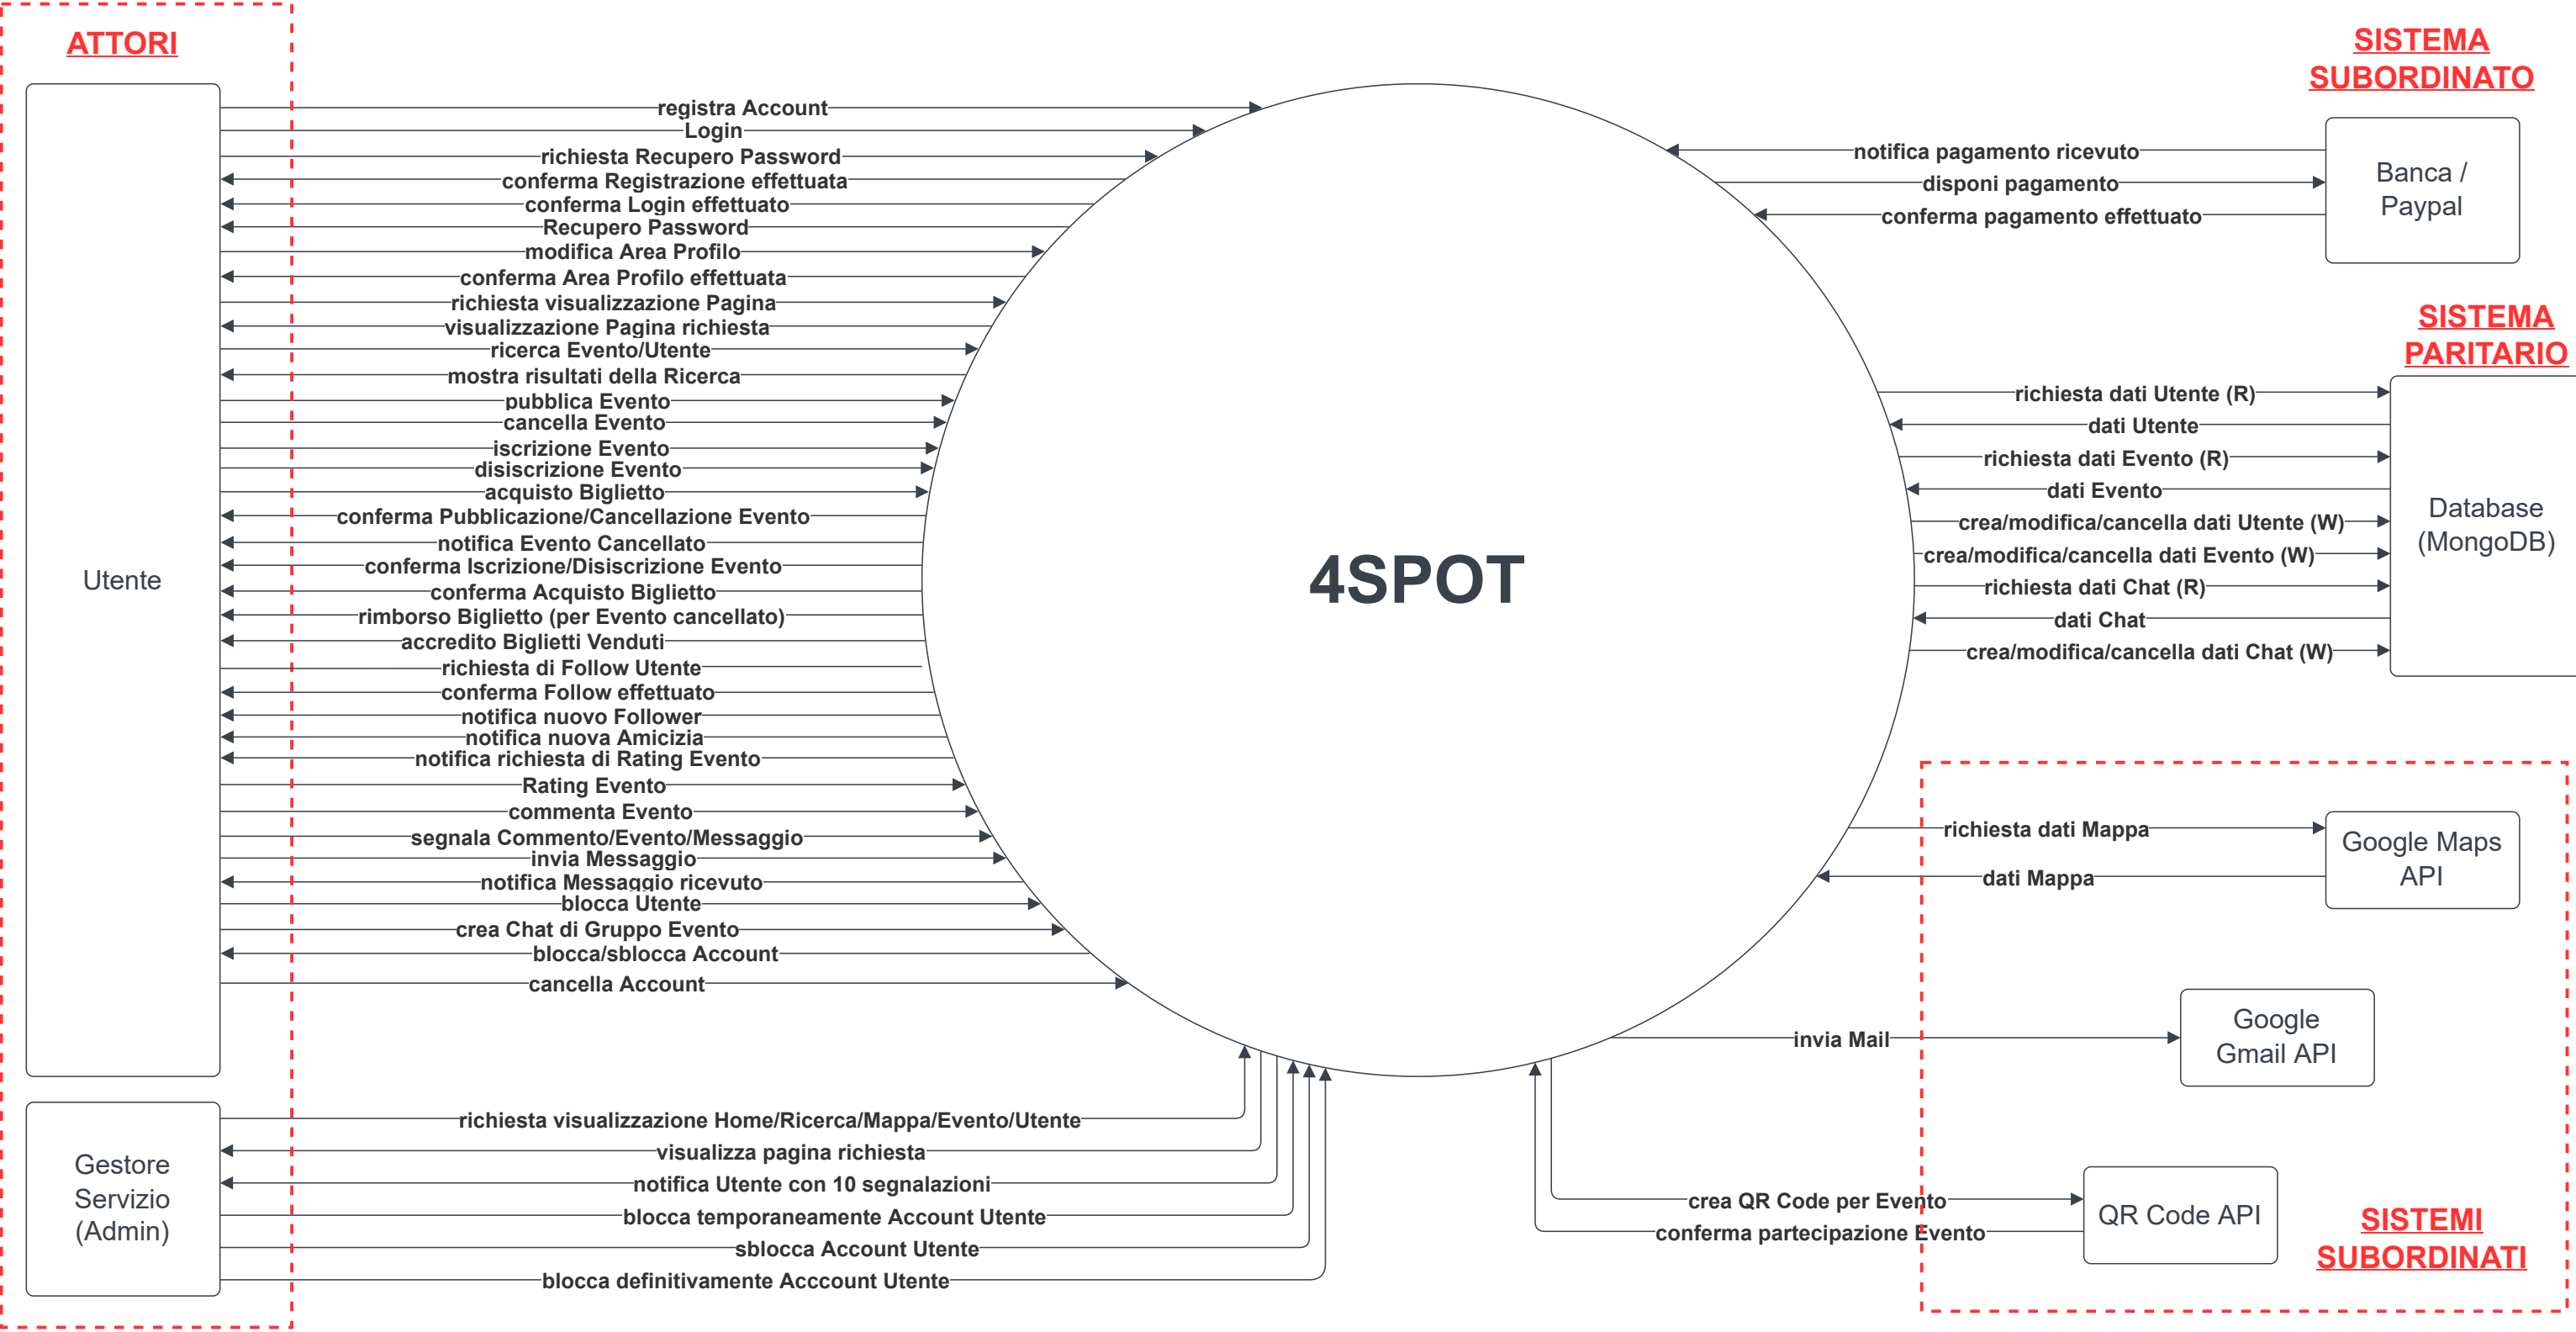 ATTORI
Utente
registra Account
Login
richiesta Recupero Password
conferma Registrazione effettuata
conferma Login effettuato
Recupero Password
modifica Area Profilo
conferma Area Profilo effettuata
richiesta visualizzazione Pagina
visualizzazione Pagina richiesta
ricerca Evento/Utente
mostra risultati della Ricerca
pubblica Evento
cancella Evento
iscrizione Evento
disiscrizione Evento
acquisto Biglietto
conferma Pubblicazione/Cancellazione Evento
notifica Evento Cancellato
conferma Iscrizione/Disiscrizione Evento
conferma Acquisto Biglietto
rimborso Biglietto (per Evento cancellato)
accredito Biglietti Venduti
richiesta di Follow Utente
conferma Follow effettuato
notifica nuovo Follower
notifica nuova Amicizia
notifica richiesta di Rating Evento
Rating Evento
commenta Evento
segnala Commento/Evento/Messaggio
invia Messaggio
notifica Messaggio ricevuto
blocca Utente
crea Chat di Gruppo Evento
blocca/sblocca Account
cancella Account
Gestore
Servizio
(Admin)
richiesta visualizzazione Home/Ricerca/Mappa/Evento/Utente
visualizza pagina richiesta
notifica Utente con 10 segnalazioni
blocca temporaneamente Account Utente
sblocca Account Utente
blocca definitivamente Acccount Utente
4SPOT
SISTEMA
SUBORDINATO
notifica pagamento ricevuto
disponi pagamento
conferma pagamento effettuato
Banca /
Paypal
SISTEMA
PARITARIO
richiesta dati Utente (R)
dati Utente
richiesta dati Evento (R)
dati Evento
crea/modifica/cancella dati Utente (W)
crea/modifica/cancella dati Evento (W)
richiesta dati Chat (R)
dati Chat
crea/modifica/cancella dati Chat (W)
Database
(MongoDB)
richiesta dati Mappa
dati Mappa
Google Maps
API
invia Mail
Google
Gmail API
crea QR Code per Evento
conferma partecipazione Evento
QR Code API
SISTEMI
SUBORDINATI